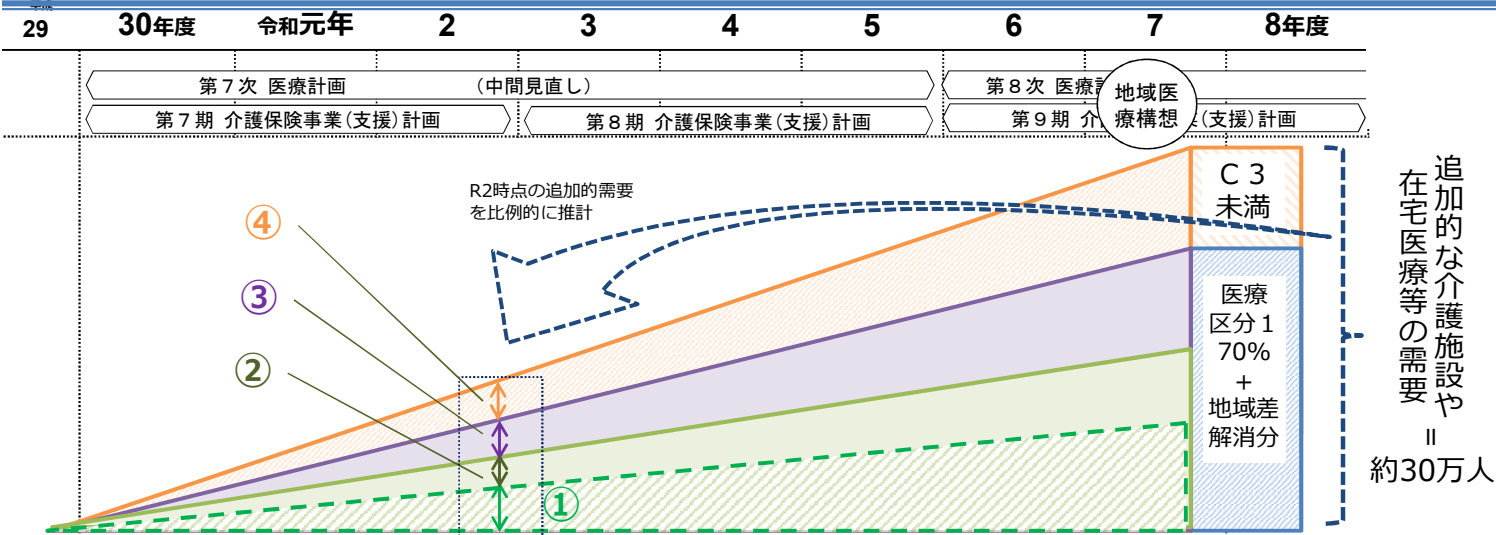 平成
29
30年度
令和元年
2
3
4
5
6
7
8年度
第7次 医療計画
(中間見直し)
第8次 医療計
第7期 介護保険事業(支援)計画
第8期 介護保険事業(支援)計画
第9期 介
(支援)計画
地域医
療構想
R2時点の追加的需要
を比例的に推計
④
③
②
①
C3
未満
医療
区分1
70%
+
地域差
解消分
追加的な介護施設や
在宅医療等の需要
=
約30万人